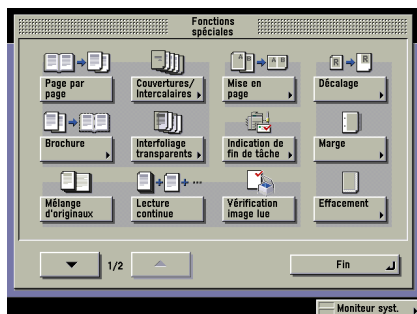 Fonctions
spéciales
Page par
page
Couvertures/
Intercalaires
Mise en
page
Décalage
Brochure
Interfoliage
transparents
Indication de
fin de tâche
Marge
Mélange
d'originaux
Lecture
continue
Vérification
image lue
Effacement
1/2
Fin
Moniteur syst.